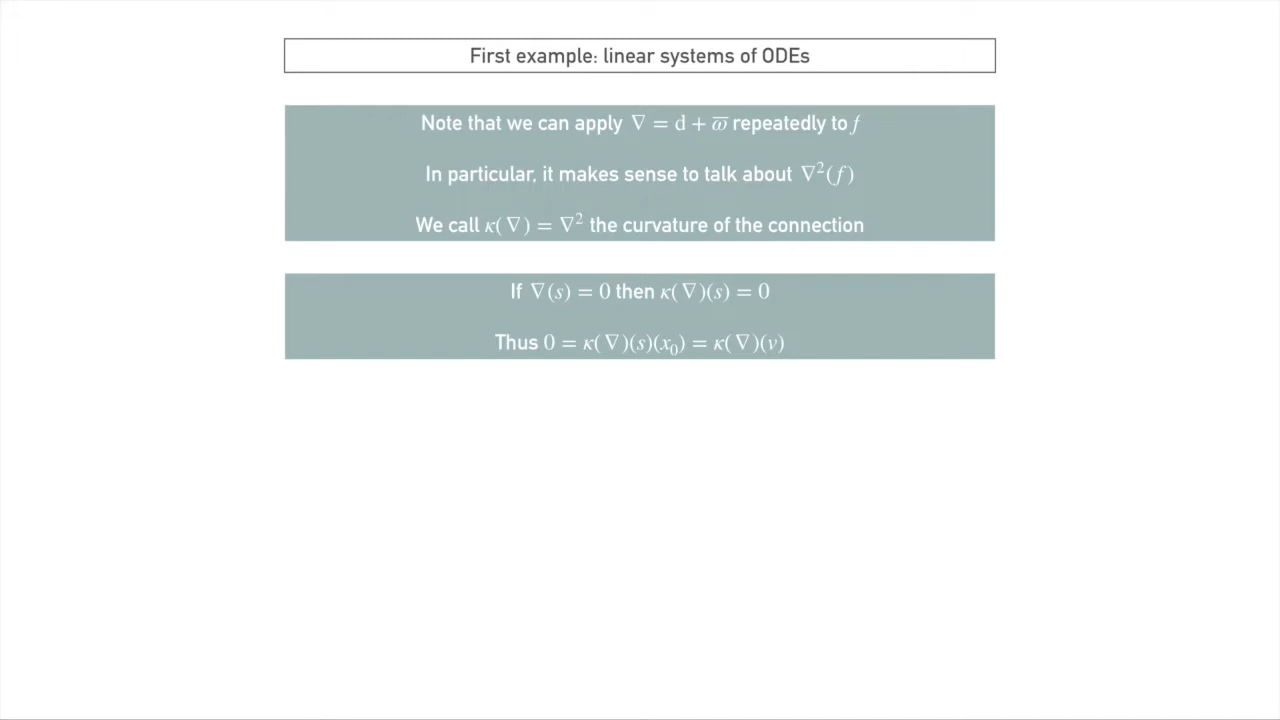 First example: linear systems of ODEs
Note that we can apply ∇ = d + ϖ repeatedly to f
In particular, it makes sense to talk about ∇²(f)
We call κ(∇) = ∇² the curvature of the connection
If ∇(s) = 0 then κ(∇)(s) = 0
Thus 0 = κ(∇)(s)(x₀) = κ(∇)(v)